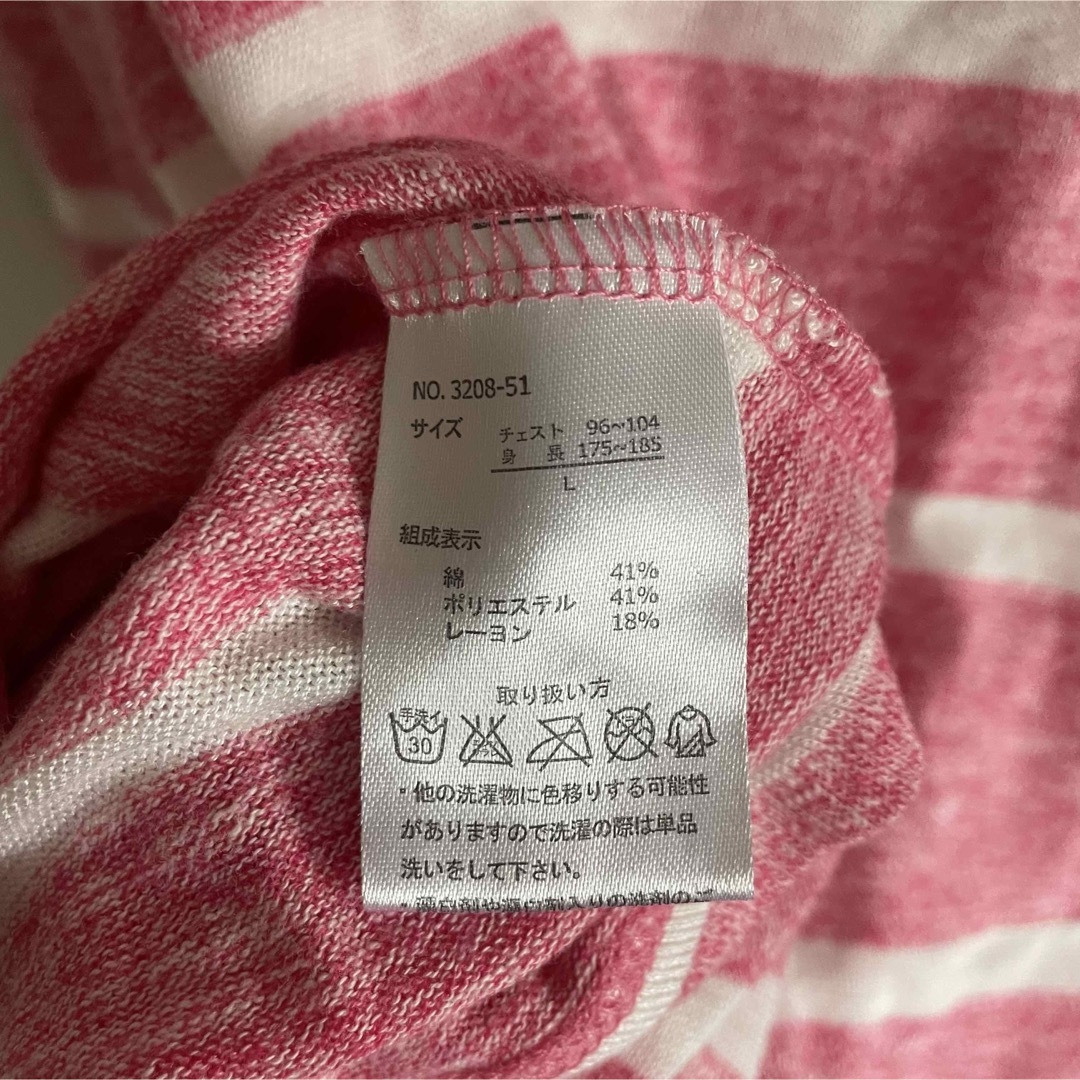 NO. 3208-51
サイズ
チェスト 96~104
身長 175~185
L
組成表示
綿 41%
ポリエステル 41%
レーヨン 18%
取り扱い方
手洗イ
30
・他の洗濯物に色移りする可能性
がありますので洗濯の際は単品
洗いをして下さい。